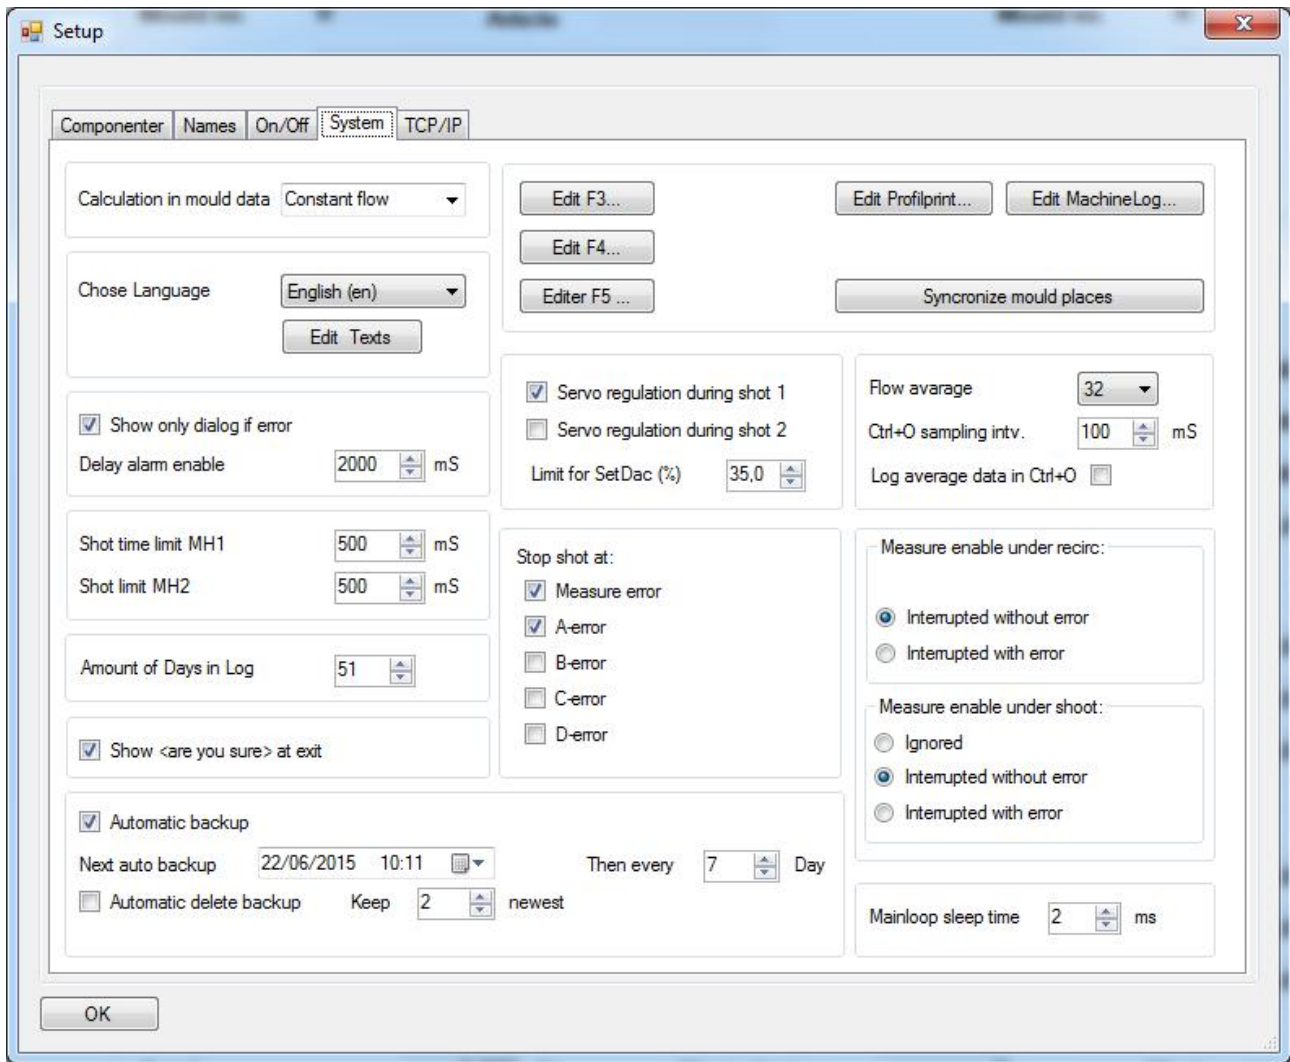 Setup
Componenter Names On/Off System TCP/IP
Calculation in mould data Constant flow
Chose Language English (en)
Edit Texts
Show only dialog if error
Delay alarm enable 2000 mS
Shot time limit MH1 500 mS
Shot limit MH2 500 mS
Amount of Days in Log 51
Show <are you sure> at exit
Edit F3... Edit Profilprint... Edit MachineLog...
Edit F4...
Editer F5 ... Syncronize mould places
Servo regulation during shot 1
Servo regulation during shot 2
Limit for SetDac (%) 35,0
Flow avarage 32
Ctrl+O sampling intv. 100 mS
Log average data in Ctrl+O
Stop shot at:
Measure error
A-error
B-error
C-error
D-error
Measure enable under recirc:
Interrupted without error
Interrupted with error
Measure enable under shoot:
Ignored
Interrupted without error
Interrupted with error
Automatic backup
Next auto backup 22/06/2015 10:11 Then every 7 Day
Automatic delete backup Keep 2 newest
Mainloop sleep time 2 ms
OK